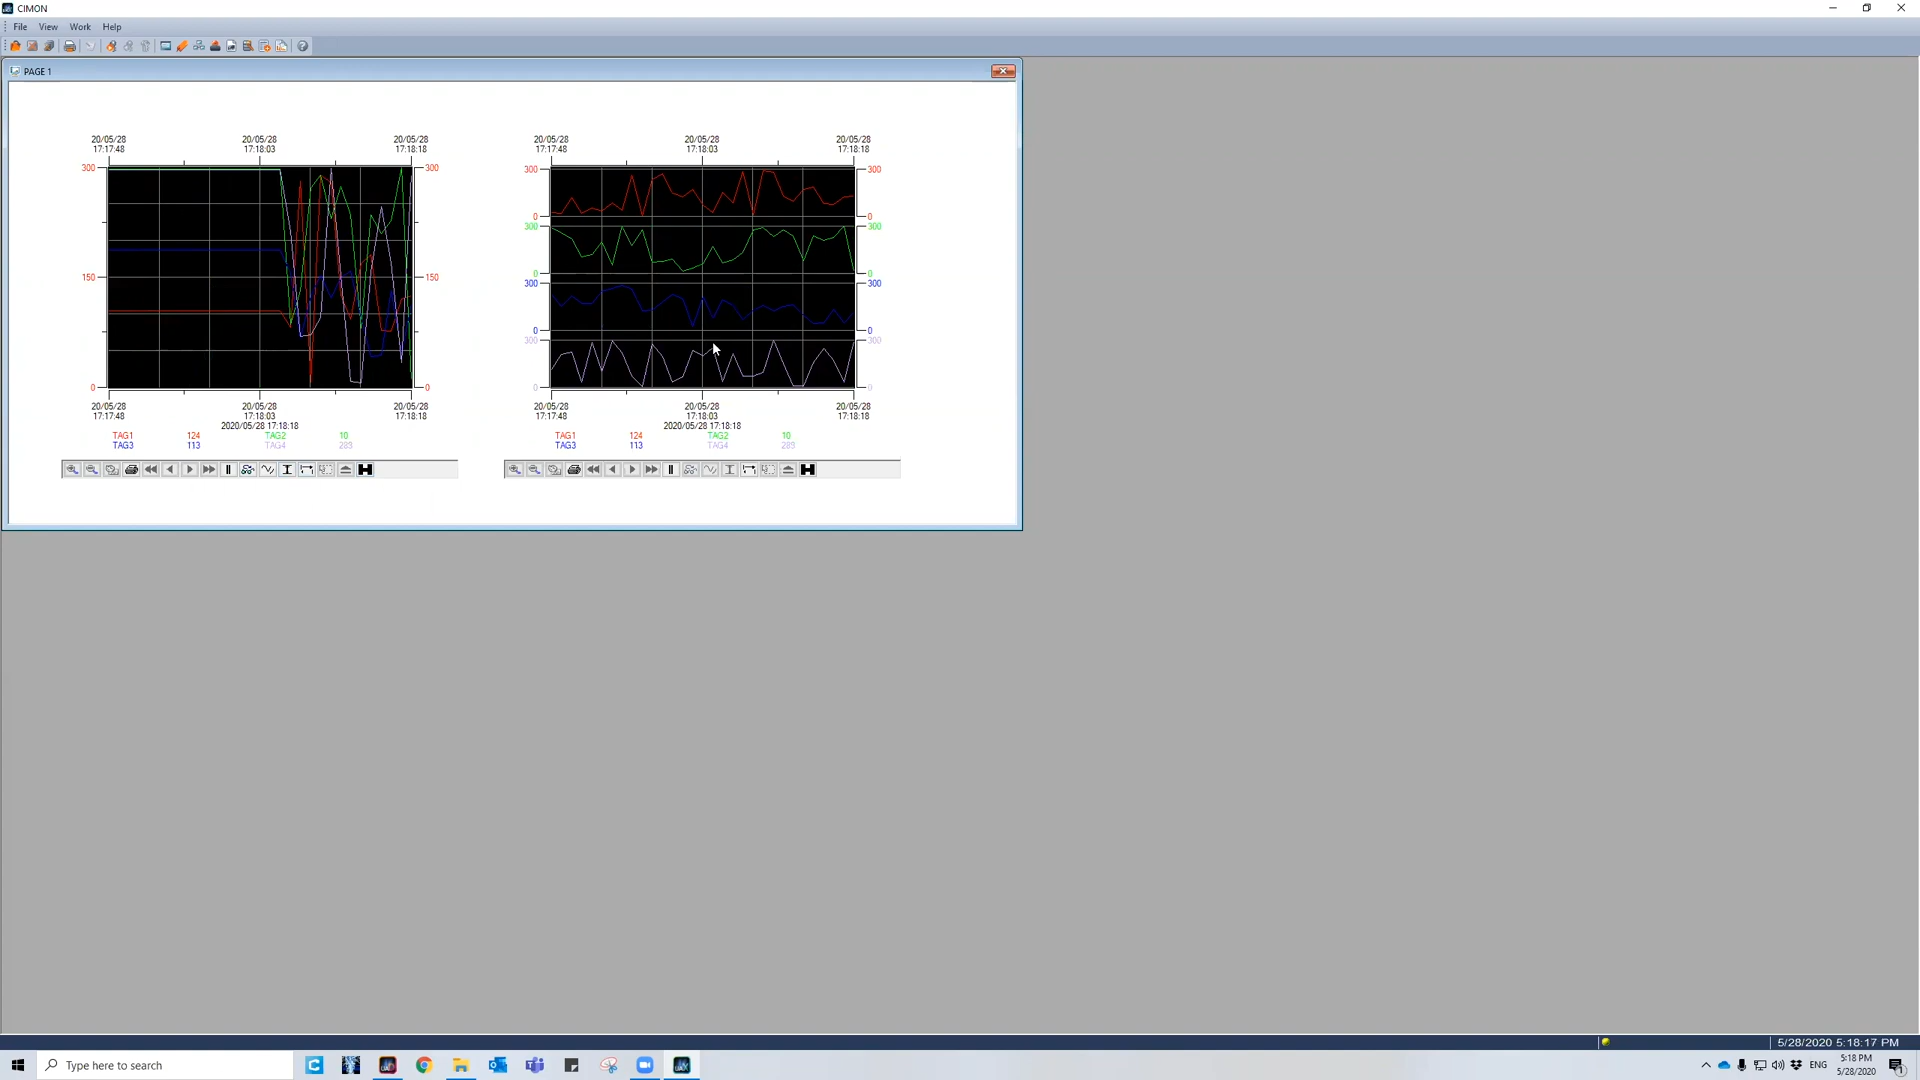 CIMON
File View Work Help
PAGE 1
20/05/28 20/05/28 20/05/28
17:17:48 17:18:03 17:18:18
300 300
150 150
0 0
20/05/28 20/05/28 20/05/28
17:17:48 17:18:03 17:18:18
2020/05/28 17:18:18
TAG1 124 TAG2 10
TAG3 113 TAG4 289
20/05/28 20/05/28 20/05/28
17:17:48 17:18:03 17:18:18
300 300
0 0
300 300
0 0
300 300
0 0
300 300
0 0
20/05/28 20/05/28 20/05/28
17:17:48 17:18:03 17:18:18
2020/05/28 17:18:18
TAG1 124 TAG2 10
TAG3 113 TAG4 289
5/28/2020 5:18:17 PM
Type here to search
ENG
5:18 PM
5/28/2020